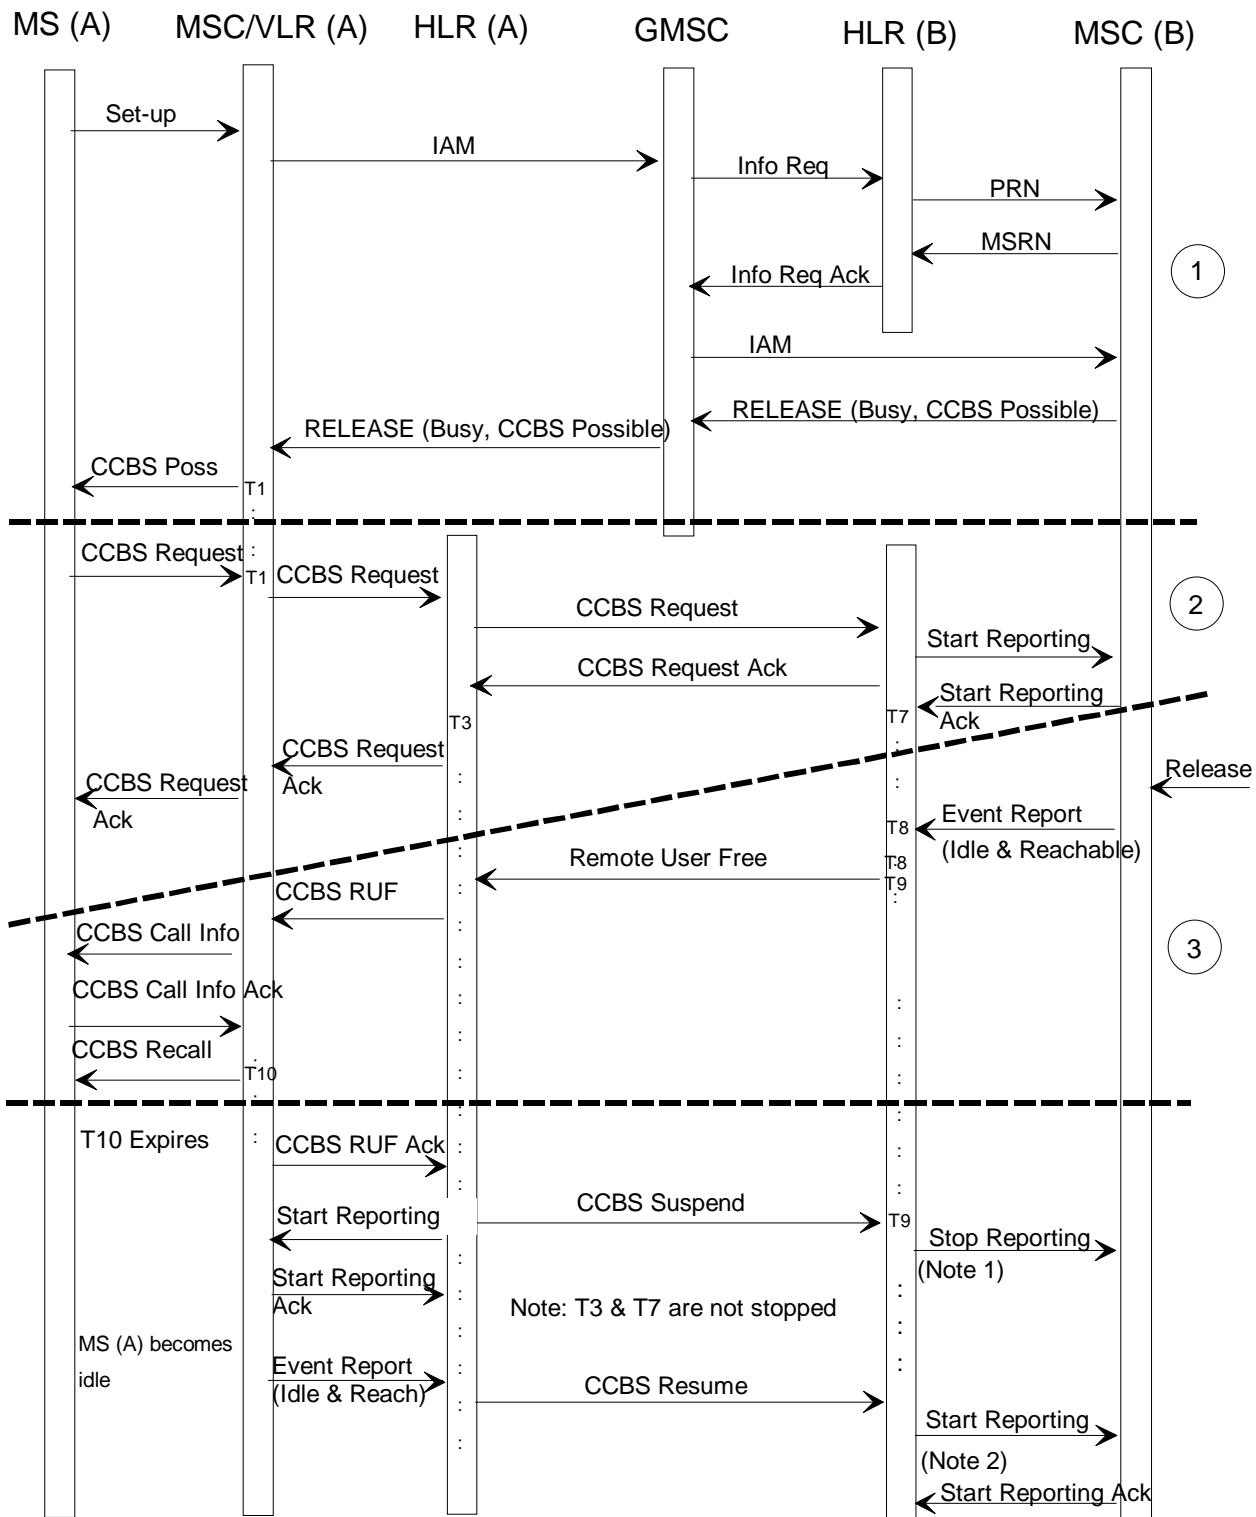 MS (A) MSC/VLR (A) HLR (A) GMSC HLR (B) MSC (B)
Set-up
IAM
Info Req
PRN
MSRN
Info Req Ack
1
IAM
RELEASE (Busy, CCBS Possible)
RELEASE (Busy, CCBS Possible)
CCBS Poss
T1
CCBS Request
T1
CCBS Request
CCBS Request
2
Start Reporting
CCBS Request Ack
Start Reporting
Ack
T7
T3
CCBS Request
Ack
CCBS Request
Ack
Release
Event Report
(Idle & Reachable)
T8
Remote User Free
T8
T9
CCBS RUF
CCBS Call Info
3
CCBS Call Info Ack
CCBS Recall
T10
T10 Expires
CCBS RUF Ack
CCBS Suspend
T9
Start Reporting
Stop Reporting
(Note 1)
Start Reporting
Ack
Note: T3 & T7 are not stopped
MS (A) becomes
idle
Event Report
(Idle & Reach)
CCBS Resume
Start Reporting
(Note 2)
Start Reporting Ack